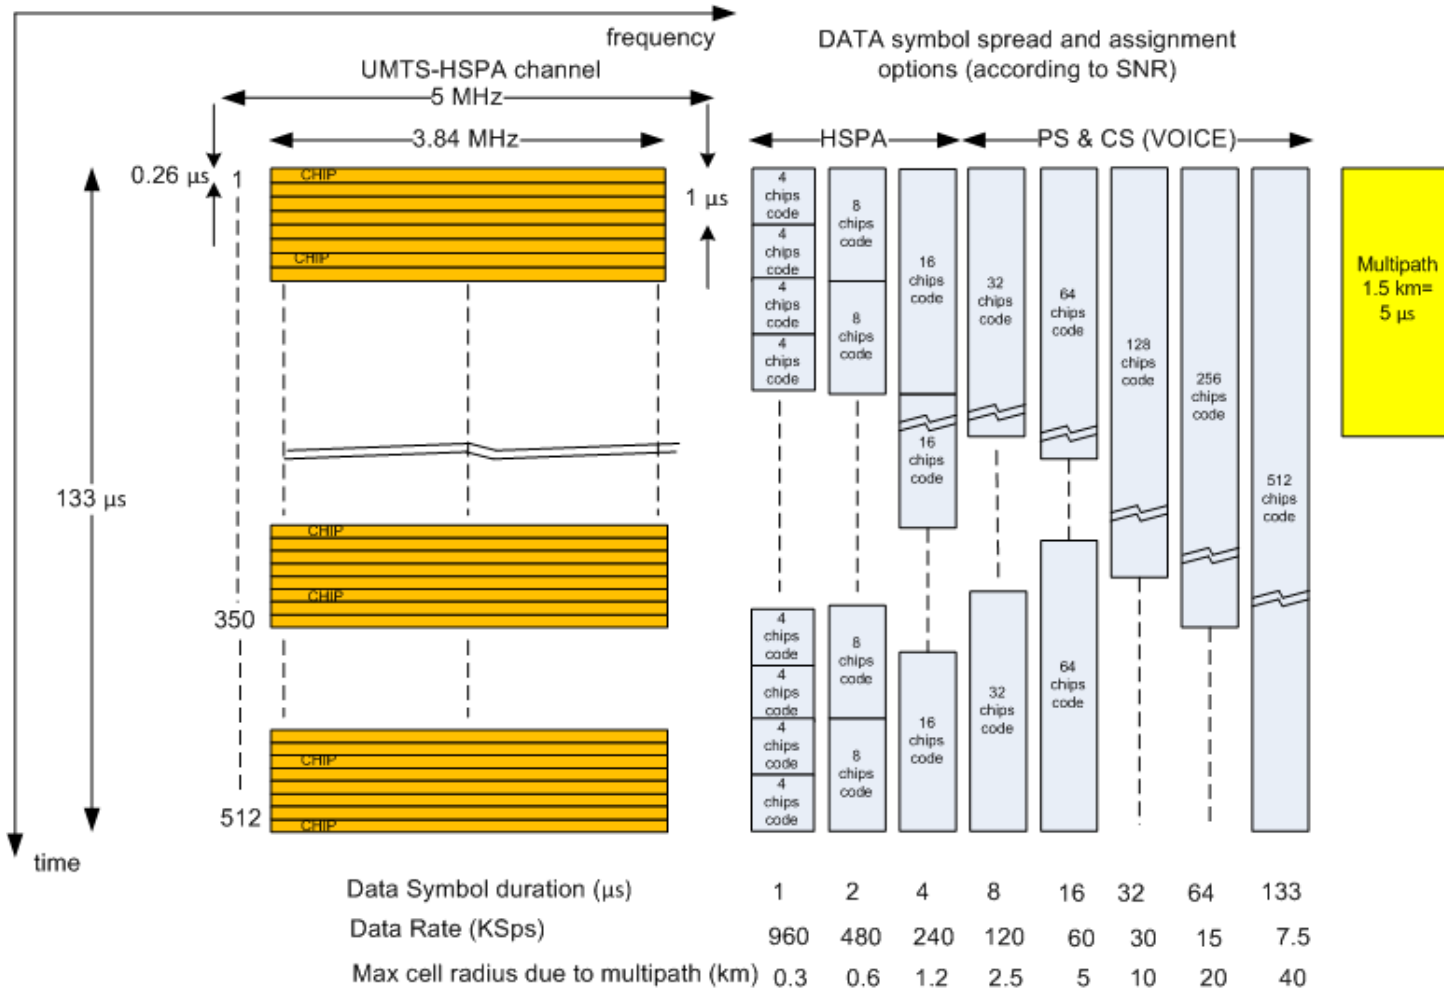 frequency
DATA symbol spread and assignment
options (according to SNR)
UMTS-HSPA channel
5 MHz
3.84 MHz
HSPA
PS & CS (VOICE)
0.26 µs
1
CHIP
1 µs
CHIP
4
chips
code
4
chips
code
4
chips
code
4
chips
code
8
chips
code
8
chips
code
16
chips
code
16
chips
code
32
chips
code
64
chips
code
128
chips
code
256
chips
code
512
chips
code
Multipath
1.5 km=
5 µs
133 µs
CHIP
CHIP
350
CHIP
512
CHIP
4
chips
code
4
chips
code
4
chips
code
4
chips
code
8
chips
code
8
chips
code
16
chips
code
32
chips
code
64
chips
code
time
Data Symbol duration (µs) 1 2 4 8 16 32 64 133
Data Rate (KSps) 960 480 240 120 60 30 15 7.5
Max cell radius due to multipath (km) 0.3 0.6 1.2 2.5 5 10 20 40